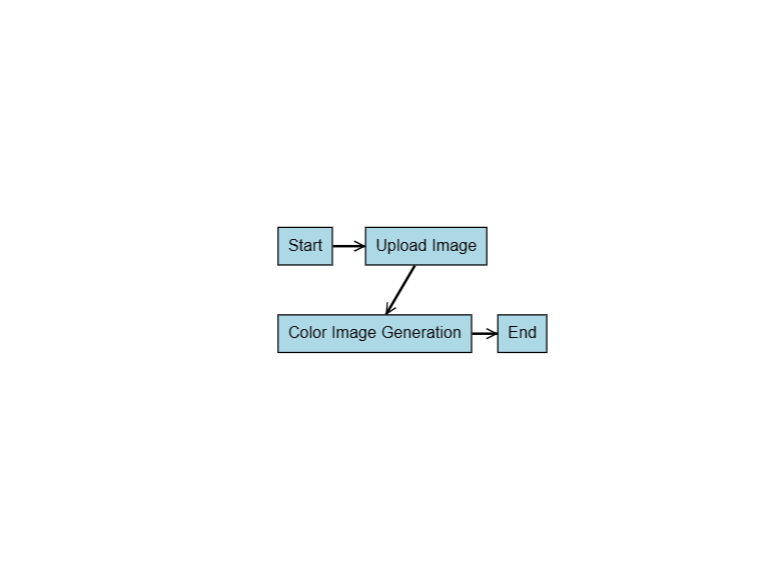 Start
Upload Image
Color Image Generation
End